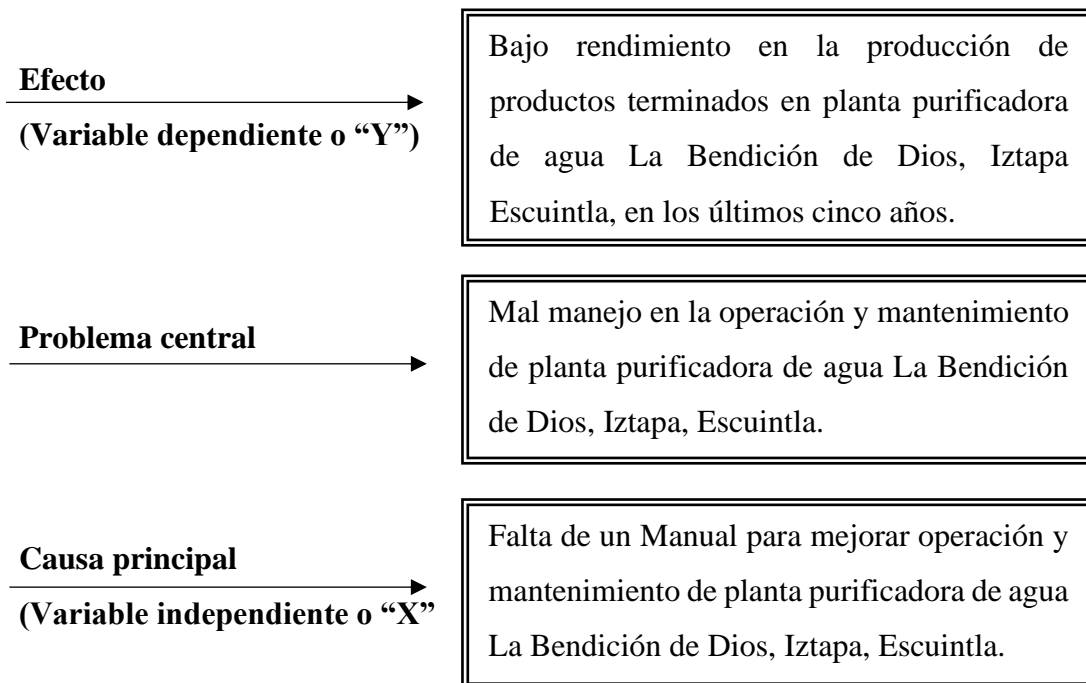 Efecto
(Variable dependiente o “Y”)
Bajo rendimiento en la producción de
productos terminados en planta purificadora
de agua La Bendición de Dios, Iztapa
Escuintla, en los últimos cinco años.
Problema central
Mal manejo en la operación y mantenimiento
de planta purificadora de agua La Bendición
de Dios, Iztapa, Escuintla.
Causa principal
(Variable independiente o “X”
Falta de un Manual para mejorar operación y
mantenimiento de planta purificadora de agua
La Bendición de Dios, Iztapa, Escuintla.